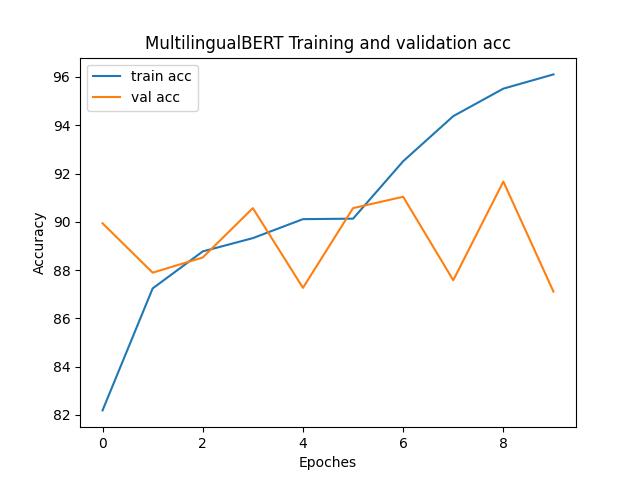 MultilingualBERT Training and validation acc
train acc
val acc
96
94
92
90
88
86
84
82
Accuracy
0 2 4 6 8
Epoches